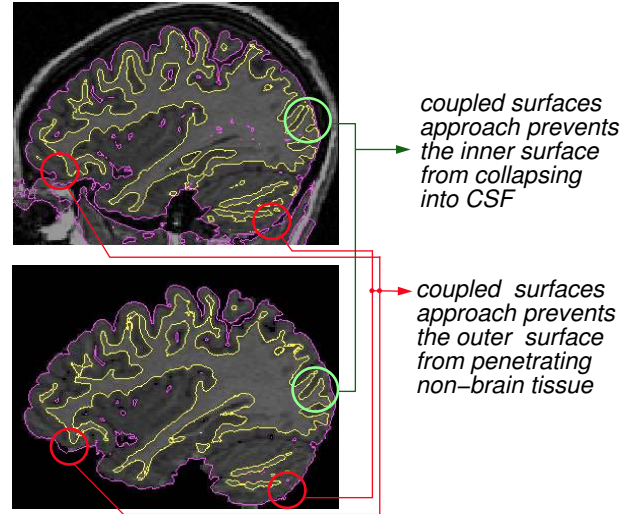 coupled surfaces
approach prevents
the inner surface
from collapsing
into CSF
coupled surfaces
approach prevents
the outer surface
from penetrating
non−brain tissue